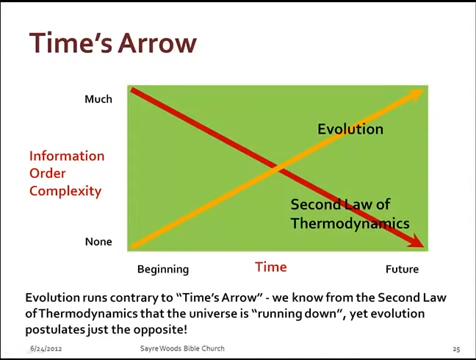 Time's Arrow
Much
Evolution
Information
Order
Complexity
Second Law of
Thermodynamics
None
Beginning
Time
Future
Evolution runs contrary to "Time's Arrow" - we know from the Second Law
of Thermodynamics that the universe is "running down", yet evolution
postulates just the opposite!
6/24/2012
Sayre Woods Bible Church
25